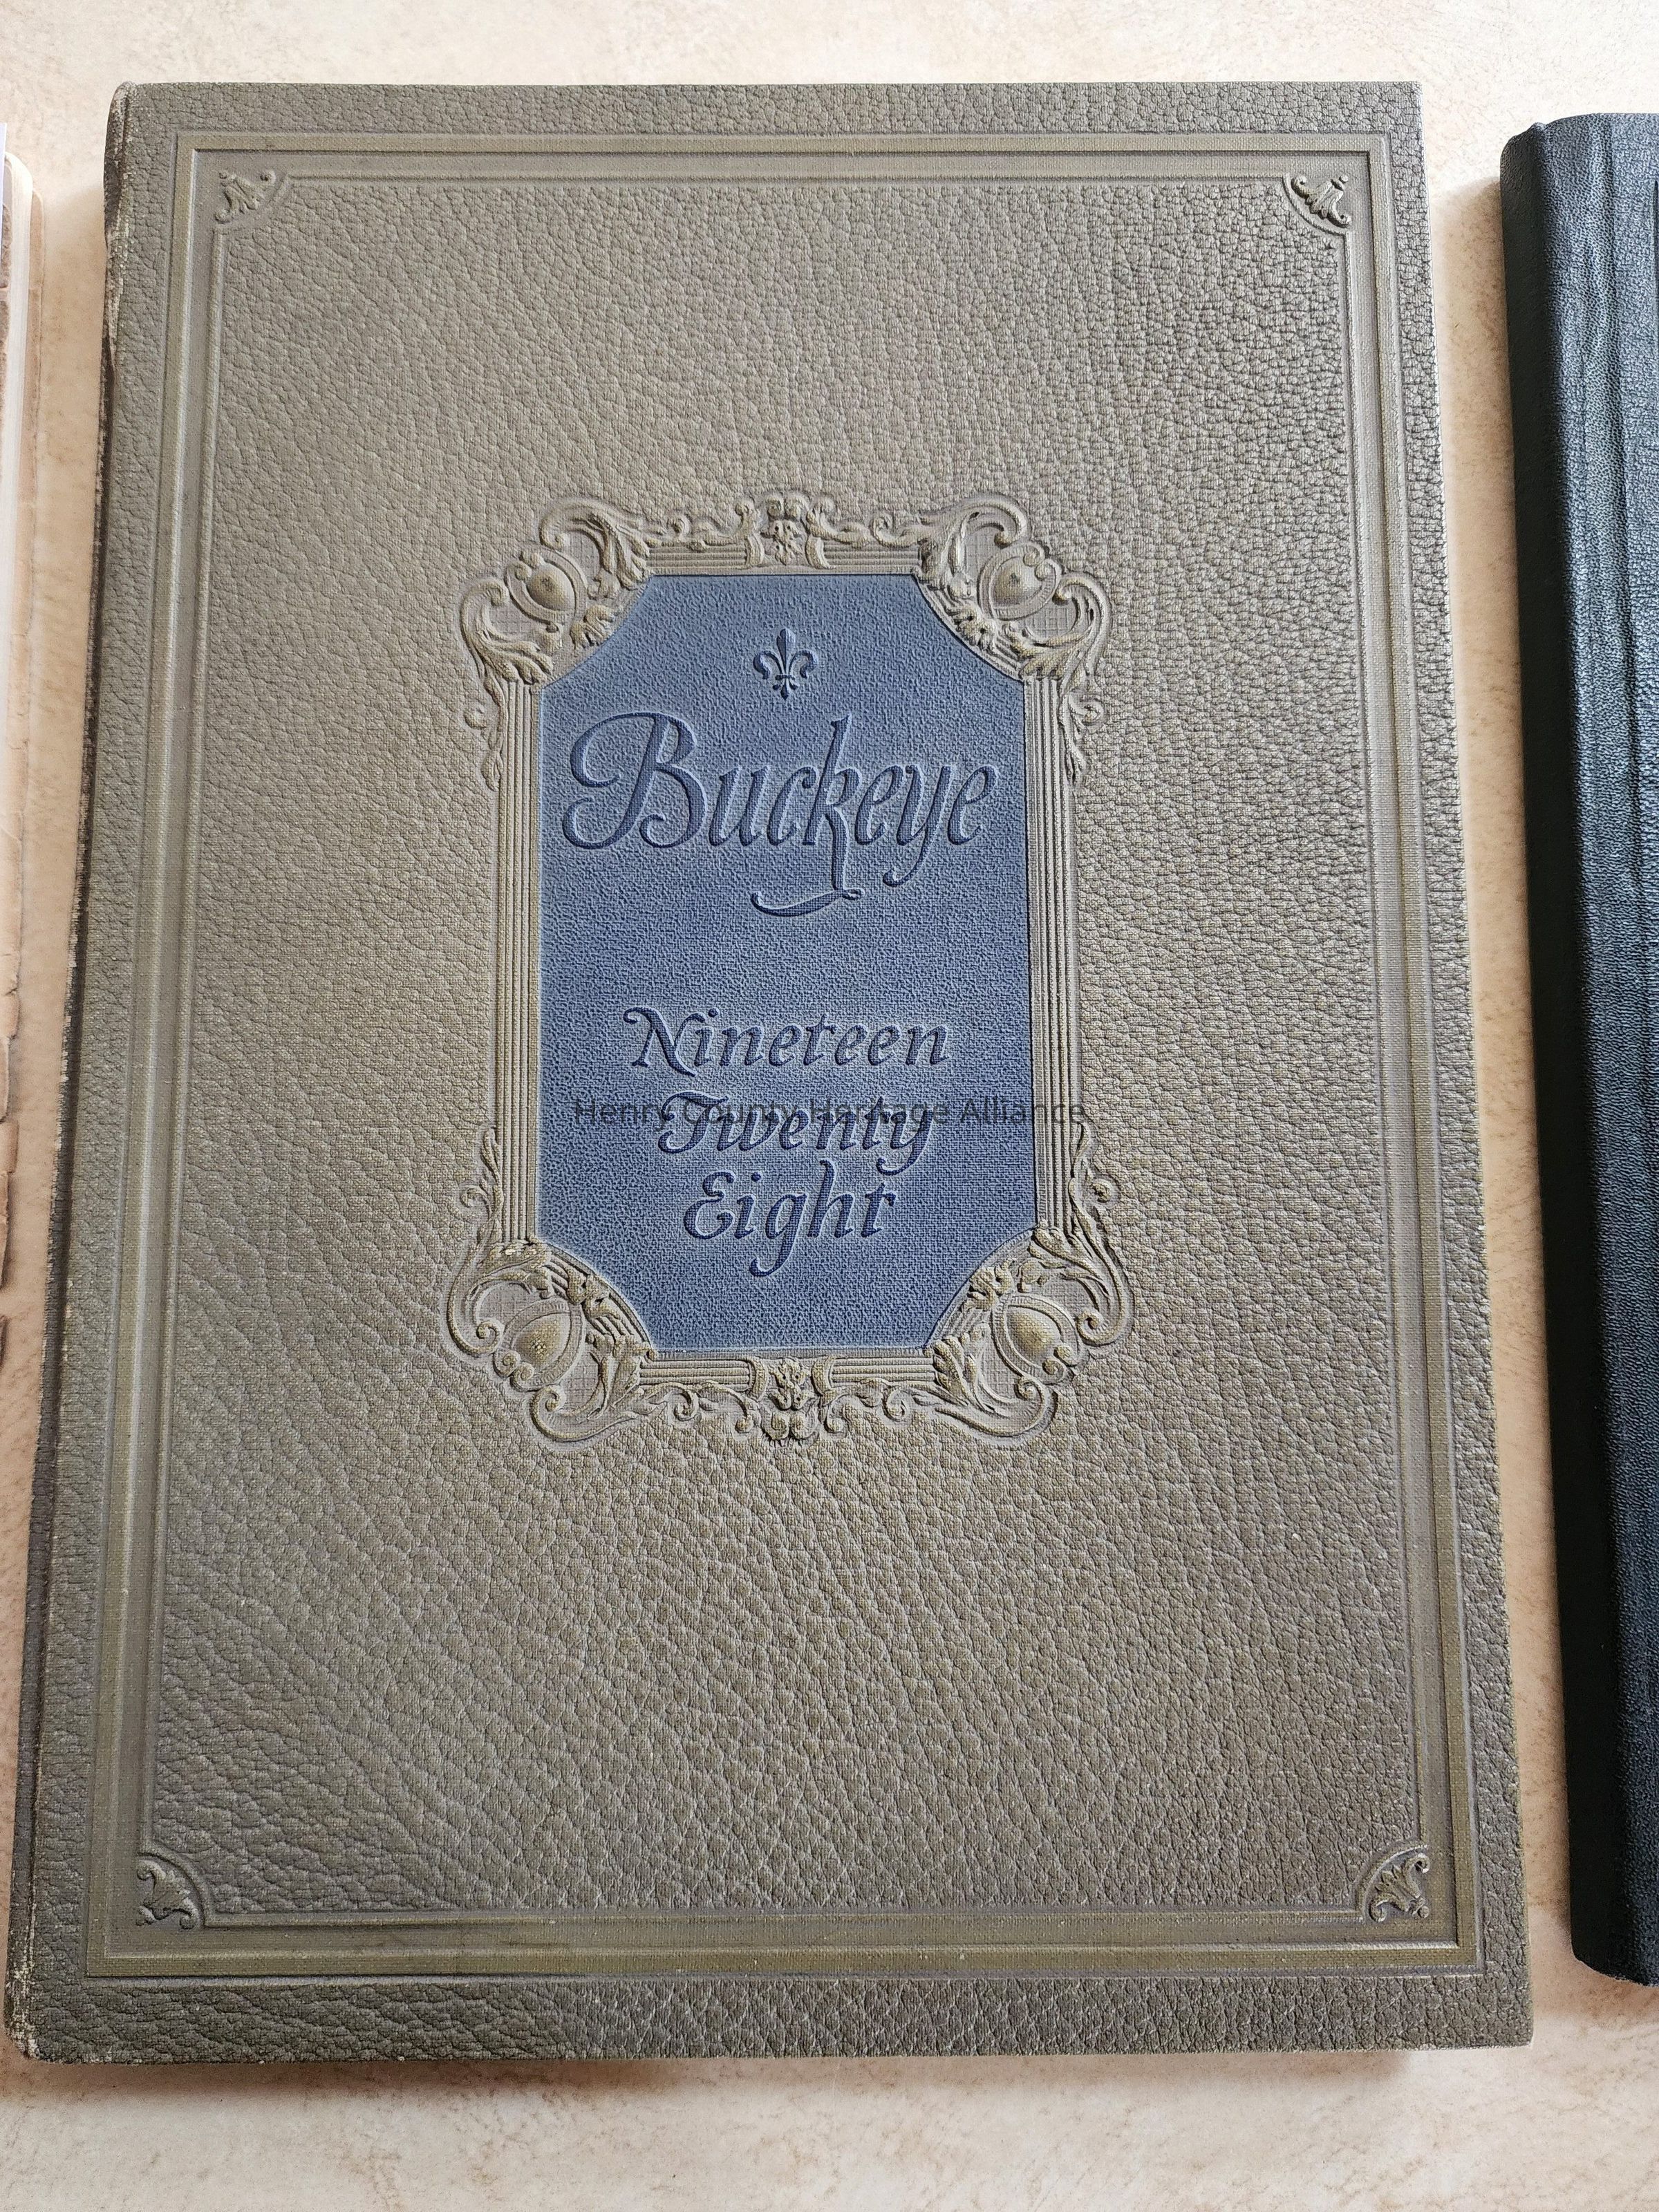 Buckeye
Nineteen
Twenty
Henry County Heritage Alliance
Eight